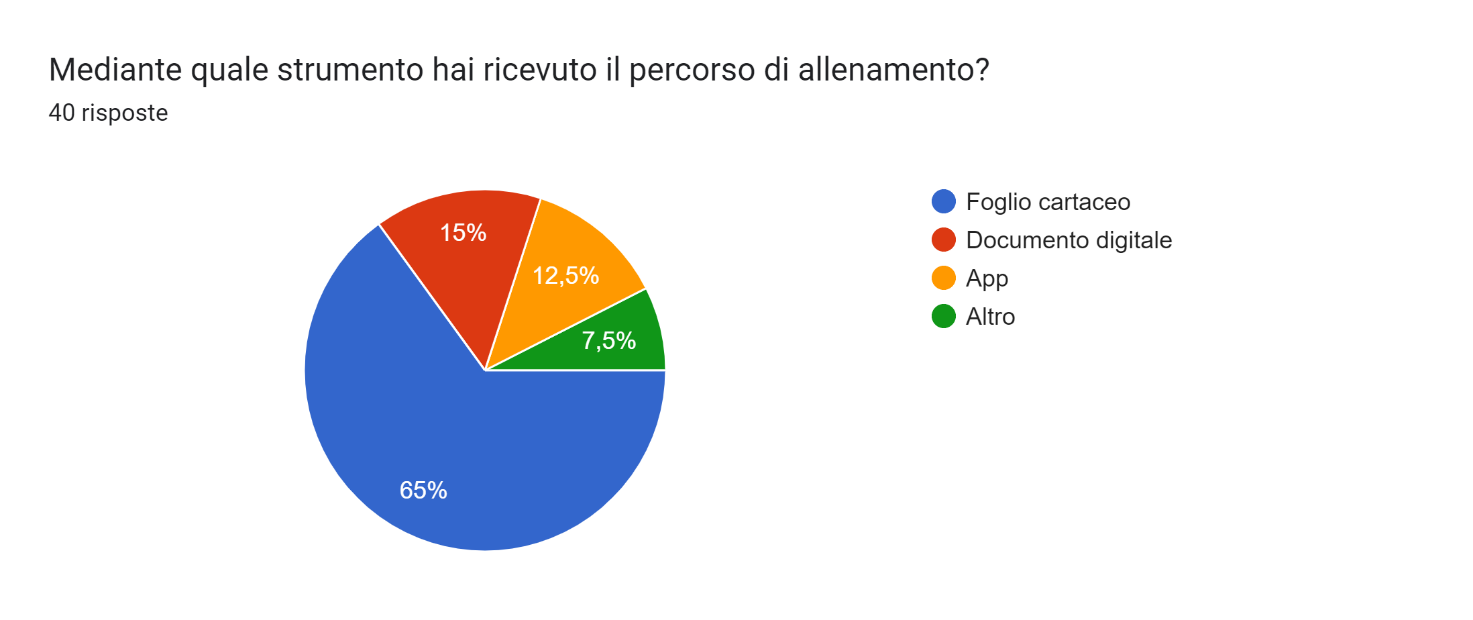 Mediante quale strumento hai ricevuto il percorso di allenamento?
40 risposte
15%
12,5%
7,5%
65%
Foglio cartaceo
Documento digitale
App
Altro